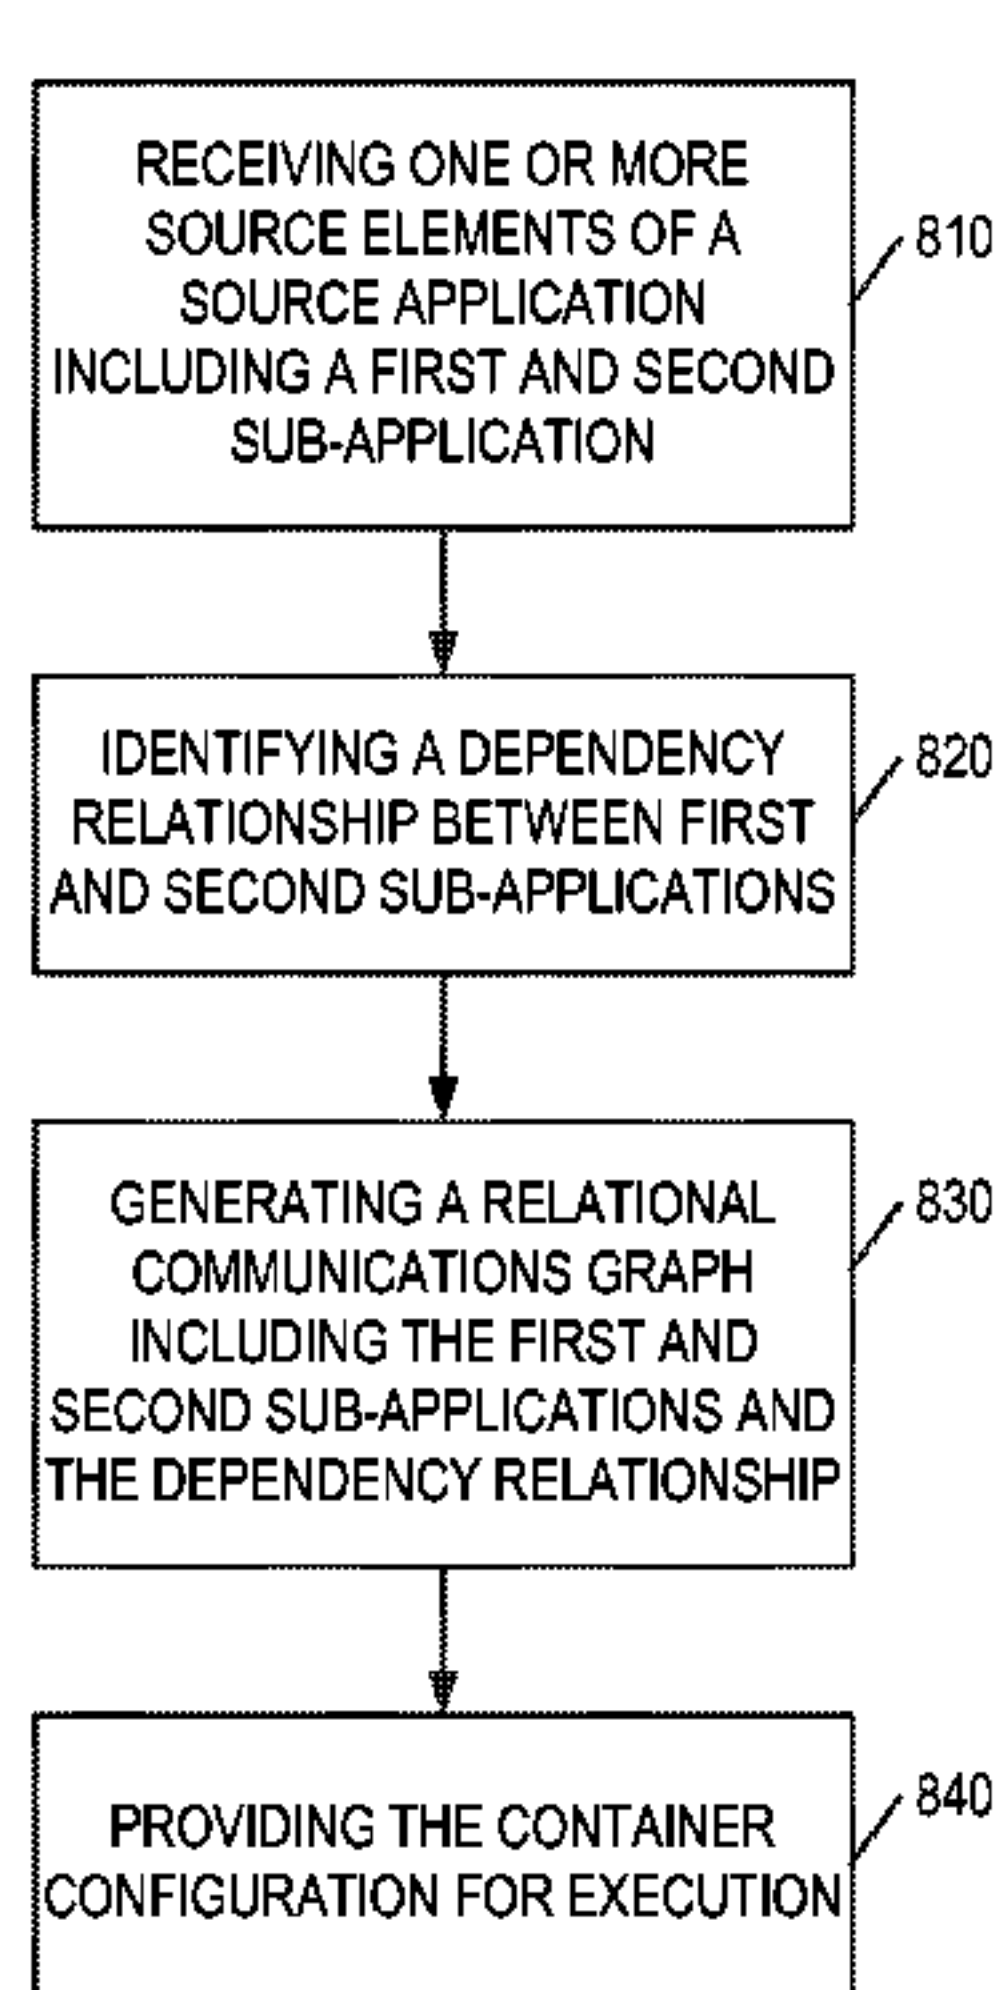 RECEIVING ONE OR MORE
SOURCE ELEMENTS OF A
SOURCE APPLICATION
INCLUDING A FIRST AND SECOND
SUB-APPLICATION
810
IDENTIFYING A DEPENDENCY
RELATIONSHIP BETWEEN FIRST
AND SECOND SUB-APPLICATIONS
820
GENERATING A RELATIONAL
COMMUNICATIONS GRAPH
INCLUDING THE FIRST AND
SECOND SUB-APPLICATIONS AND
THE DEPENDENCY RELATIONSHIP
830
PROVIDING THE CONTAINER
CONFIGURATION FOR EXECUTION
840